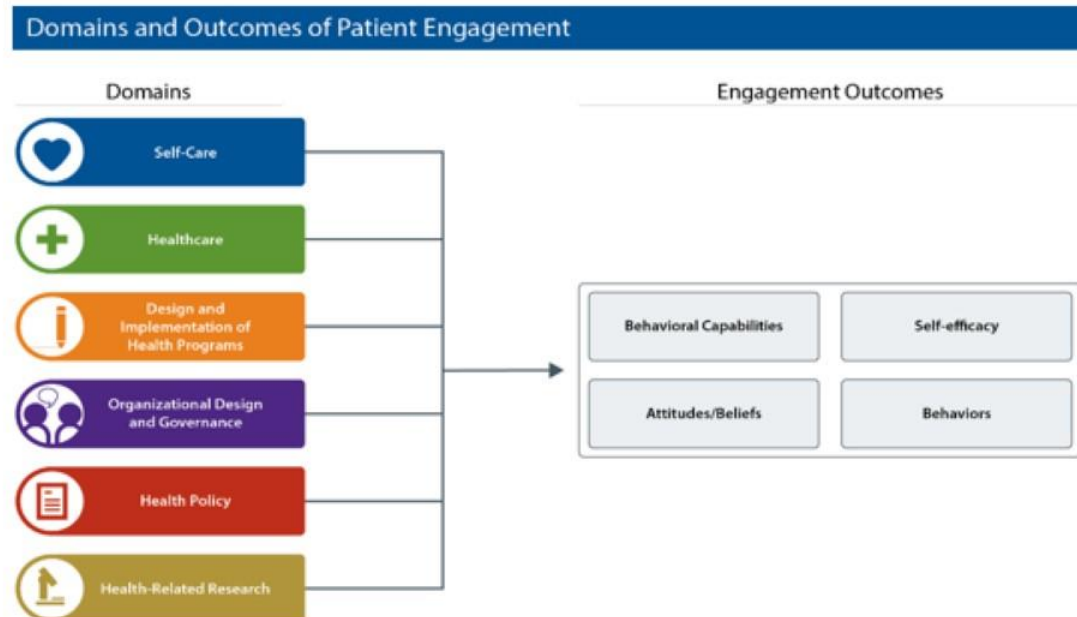 Domains and Outcomes of Patient Engagement
Domains
Engagement Outcomes
Self-Care
Healthcare
Design and
Implementation of
Health Programs
Organizational Design
and Governance
Health Policy
Health-Related Research
Behavioral Capabilities
Self-efficacy
Attitudes/Beliefs
Behaviors